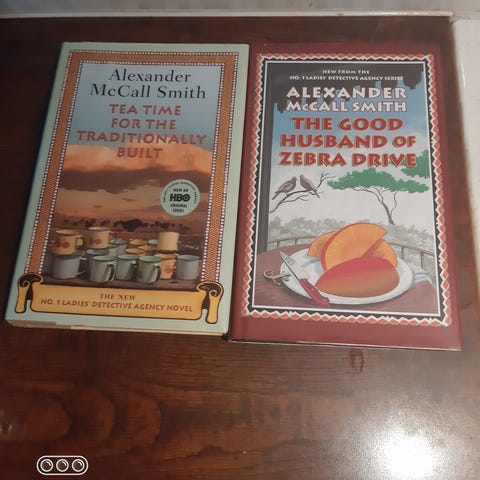 Alexander
McCall Smith
TEA TIME
FOR THE
TRADITIONALLY
BUILT
NOW AN
HBO
ORIGINAL
SERIES
THE NEW
NO. 1 LADIES' DETECTIVE AGENCY NOVEL
NEW FROM THE
NO. 1 LADIES' DETECTIVE AGENCY SERIES
ALEXANDER
McCALL SMITH
THE GOOD
HUSBAND OF
ZEBRA DRIVE